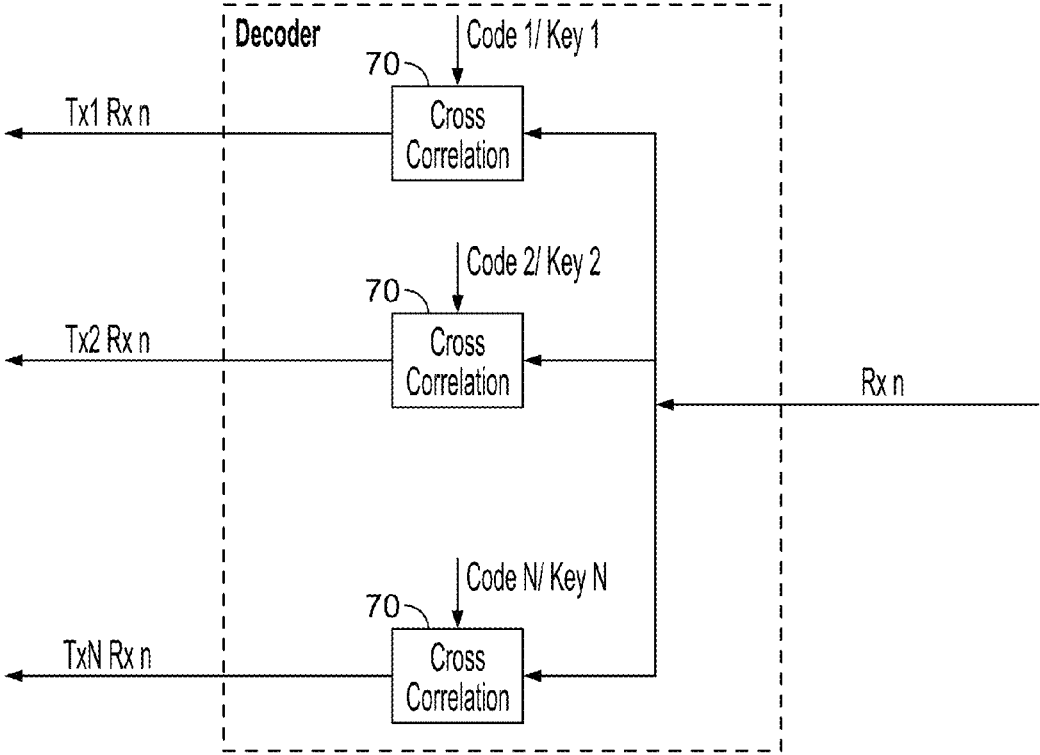 Decoder
Code 1/ Key 1
70
Tx1 Rx n
Cross
Correlation
Code 2/ Key 2
70
Tx2 Rx n
Cross
Correlation
Rx n
Code N/ Key N
70
TxN Rx n
Cross
Correlation